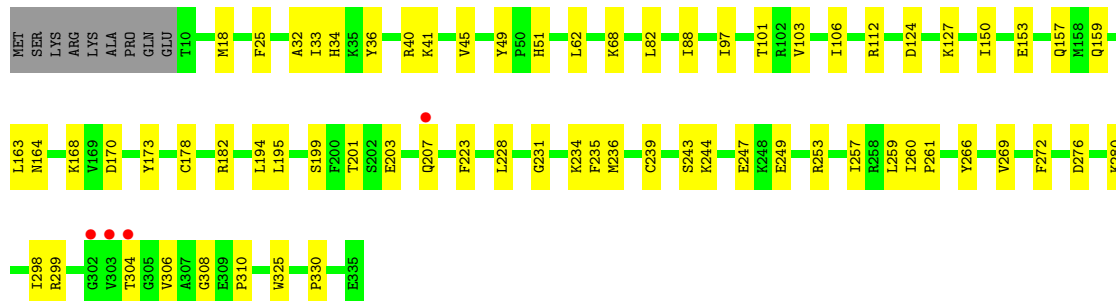 MET SER LYS ARG LYS ALA PRO GLN GLU T10 M18 F25 A32 I33 H34 K35 Y36 R40 K41 V45 Y49 P50 H51 L62 K68 L82 I88 I97 T101 R102 V103 I106 R112 D124 K127 I150 E153 Q157 M158 Q159
L163 N164 K168 V169 D170 Y173 C178 R182 L194 L195 S199 F200 T201 S202 E203 Q207 F223 L228 G231 K234 F235 M236 C239 S243 K244 E247 K248 E249 R253 I257 R258 L259 I260 P261 Y266 V269 F272 D276 K280
I298 R299 G302 V303 T304 G305 V306 A307 G308 E309 P310 W325 P330 E335